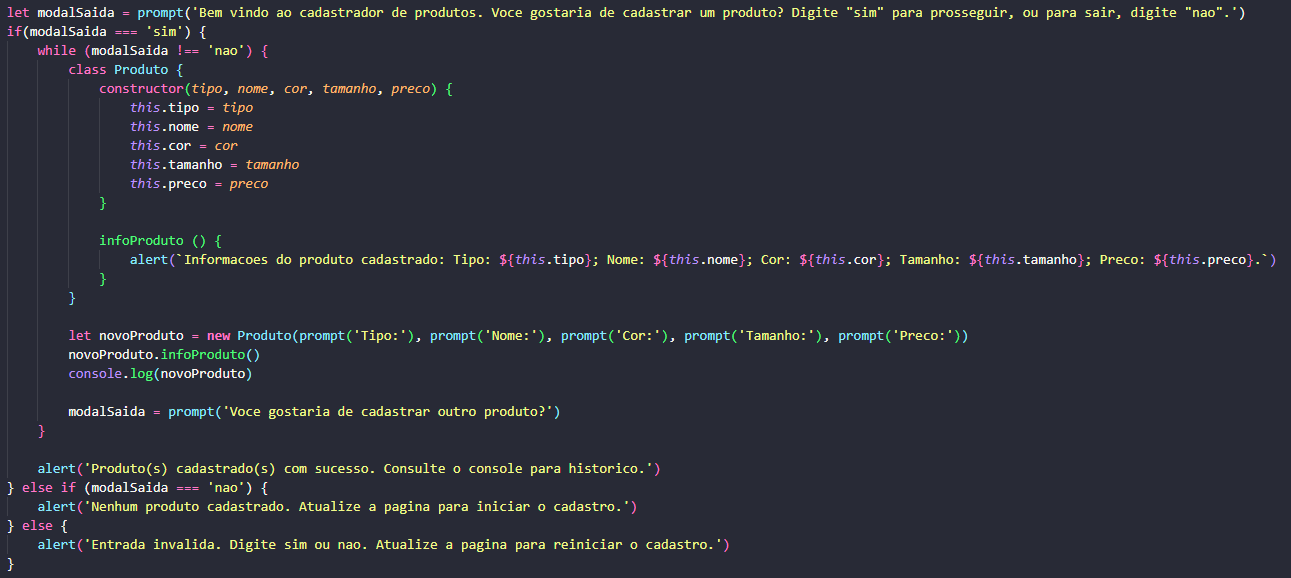 let modalSaida = prompt('Bem vindo ao cadastrador de produtos. Voce gostaria de cadastrar um produto? Digite "sim" para prosseguir, ou para sair, digite "nao".')
if(modalSaida === 'sim') {
    while (modalSaida !== 'nao') {
        class Produto {
            constructor(tipo, nome, cor, tamanho, preco) {
                this.tipo = tipo
                this.nome = nome
                this.cor = cor
                this.tamanho = tamanho
                this.preco = preco
            }

            infoProduto () {
                alert(`Informacoes do produto cadastrado: Tipo: ${this.tipo}; Nome: ${this.nome}; Cor: ${this.cor}; Tamanho: ${this.tamanho}; Preco: ${this.preco}.`)
            }
        }

        let novoProduto = new Produto(prompt('Tipo:'), prompt('Nome:'), prompt('Cor:'), prompt('Tamanho:'), prompt('Preco:'))
        novoProduto.infoProduto()
        console.log(novoProduto)

        modalSaida = prompt('Voce gostaria de cadastrar outro produto?')
    }

    alert('Produto(s) cadastrado(s) com sucesso. Consulte o console para historico.')
} else if (modalSaida === 'nao') {
    alert('Nenhum produto cadastrado. Atualize a pagina para iniciar o cadastro.')
} else {
    alert('Entrada invalida. Digite sim ou nao. Atualize a pagina para reiniciar o cadastro.')
}